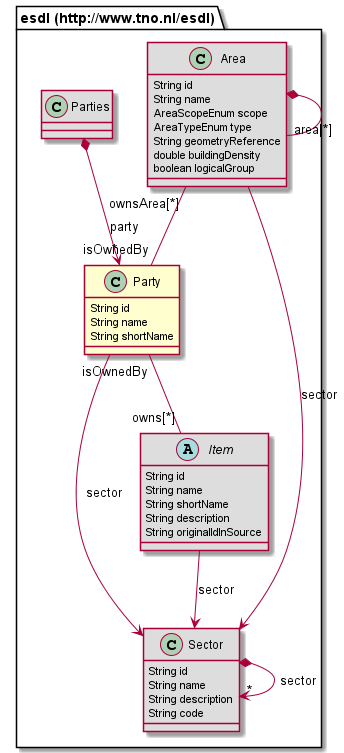 esdl (http://www.tno.nl/esdl)
C Area
String id
String name
AreaScopeEnum scope
AreaTypeEnum type
String geometryReference
double buildingDensity
boolean logicalGroup
area[*]
C Parties
ownsArea[*]
party
*
isOwnedBy
C Party
String id
String name
String shortName
isOwnedBy
sector
owns[*]
A Item
String id
String name
String shortName
String description
String originalIdInSource
sector
sector
C Sector
String id
String name
String description
String code
sector
*